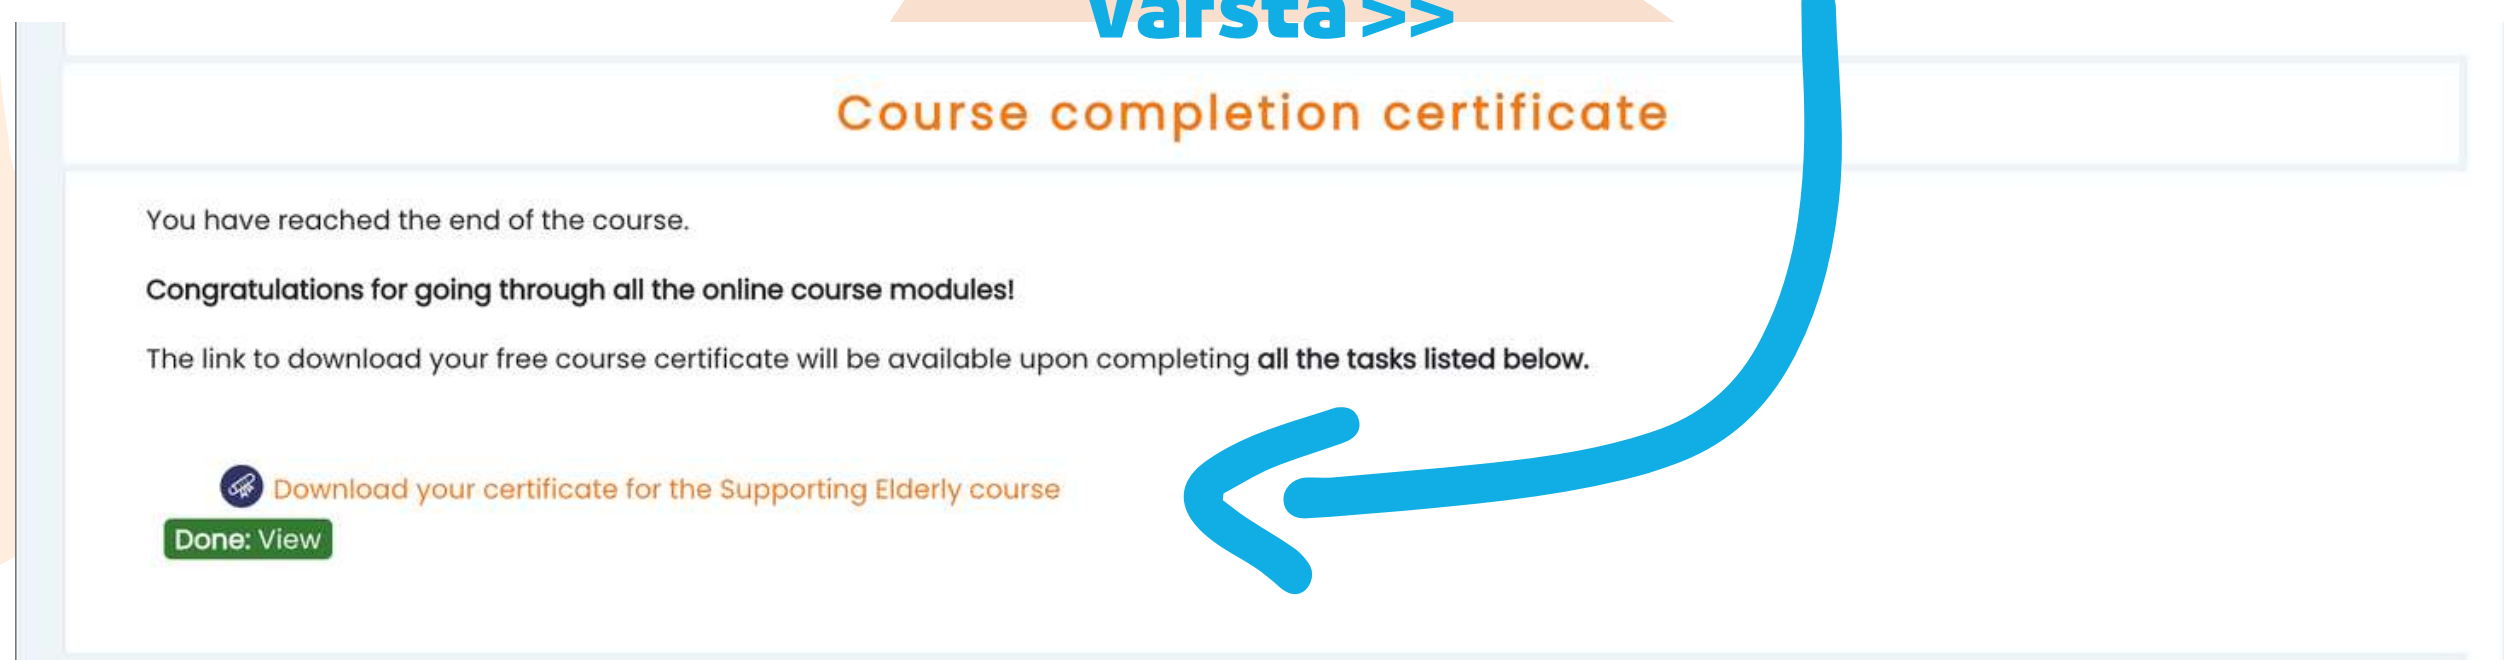 varsta >>
Course completion certificate
You have reached the end of the course.
Congratulations for going through all the online course modules!
The link to download your free course certificate will be available upon completing all the tasks listed below.
Download your certificate for the Supporting Elderly course
Done: View